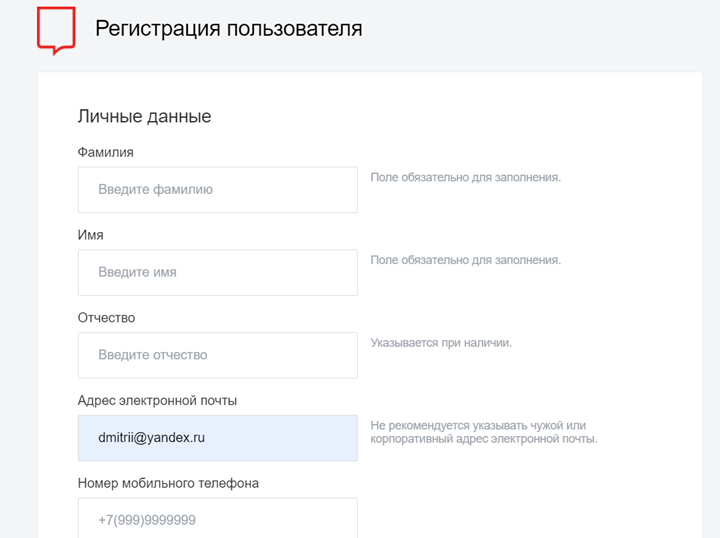 Регистрация пользователя
Личные данные
Фамилия
Введите фамилию
Поле обязательно для заполнения.
Имя
Введите имя
Поле обязательно для заполнения.
Отчество
Введите отчество
Указывается при наличии.
Адрес электронной почты
dmitrii@yandex.ru
Не рекомендуется указывать чужой или
корпоративный адрес электронной почты.
Номер мобильного телефона
+7(999)9999999